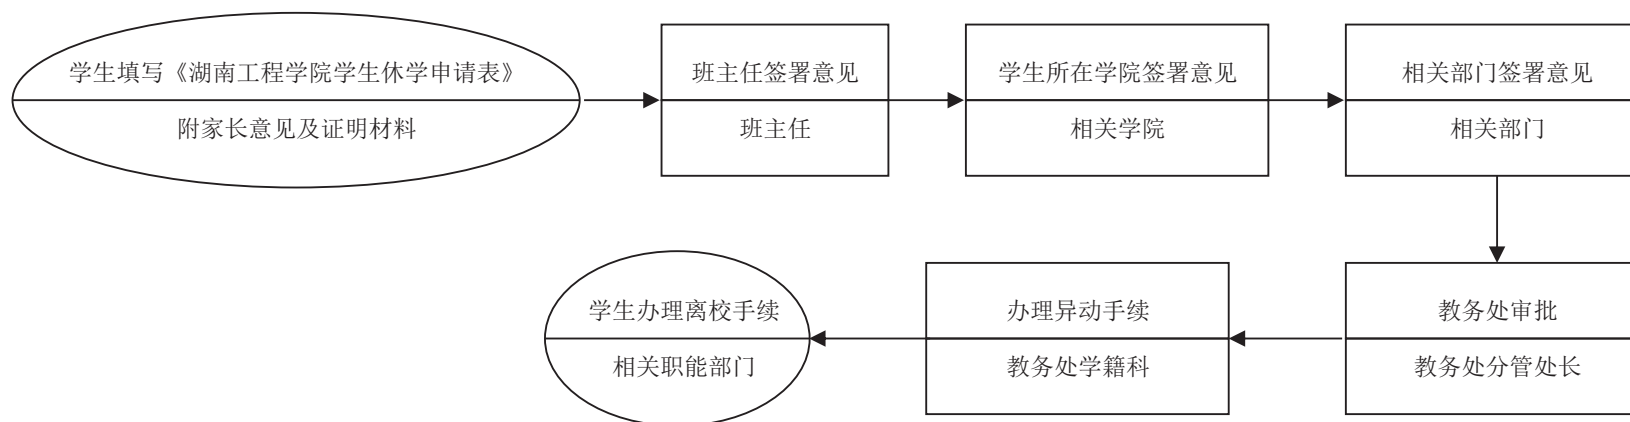 学生填写《湖南工程学院学生休学申请表》
附家长意见及证明材料
班主任签署意见
班主任
学生所在学院签署意见
相关学院
相关部门签署意见
相关部门
教务处审批
教务处分管处长
办理异动手续
教务处学籍科
学生办理离校手续
相关职能部门